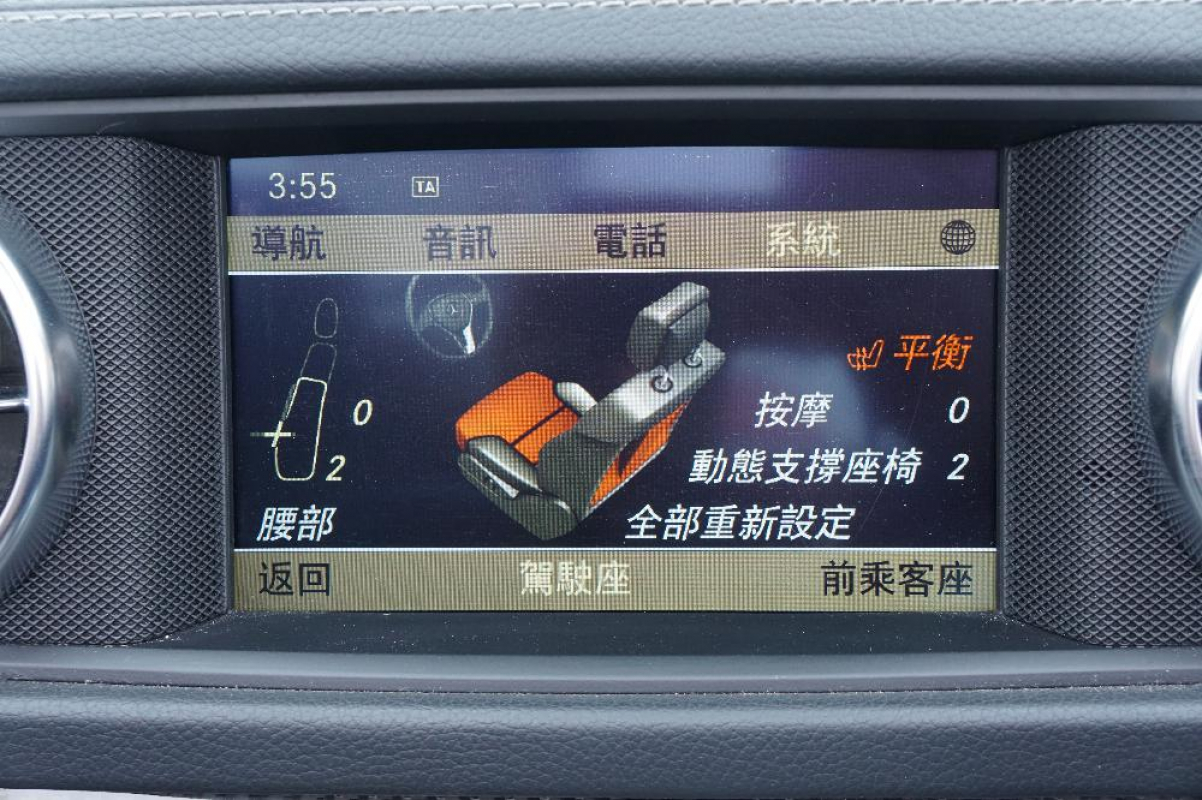 3:55 TA
導航 音訊 電話 系統
平衡
0 按摩 0
2 動態支撐座椅 2
腰部 全部重新設定
返回 駕駛座 前乘客座